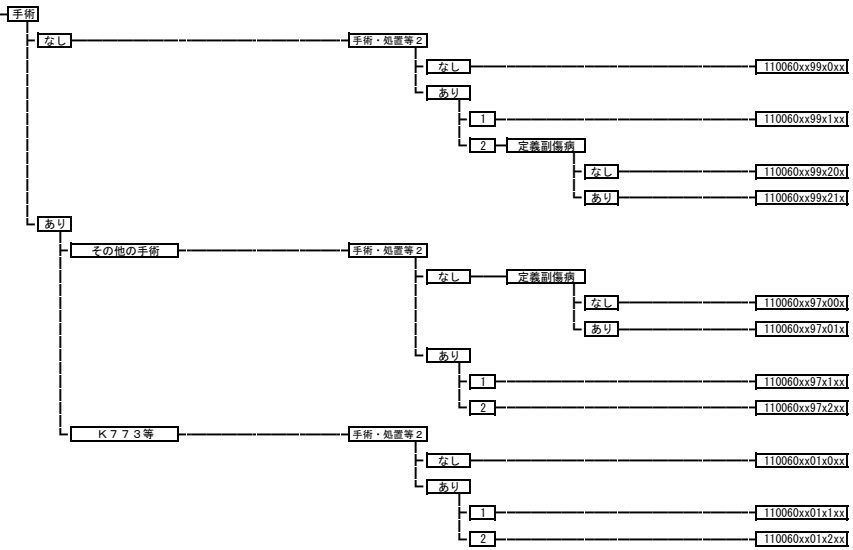 手術
なし 手術・処置等2
なし 110060xx99x0xx
あり
1 110060xx99x1xx
2 定義副傷病
なし 110060xx99x20x
あり 110060xx99x21x
あり
その他の手術 手術・処置等2
なし 定義副傷病
なし 110060xx97x00x
あり 110060xx97x01x
あり
1 110060xx97x1xx
2 110060xx97x2xx
K773等 手術・処置等2
なし 110060xx01x0xx
あり
1 110060xx01x1xx
2 110060xx01x2xx